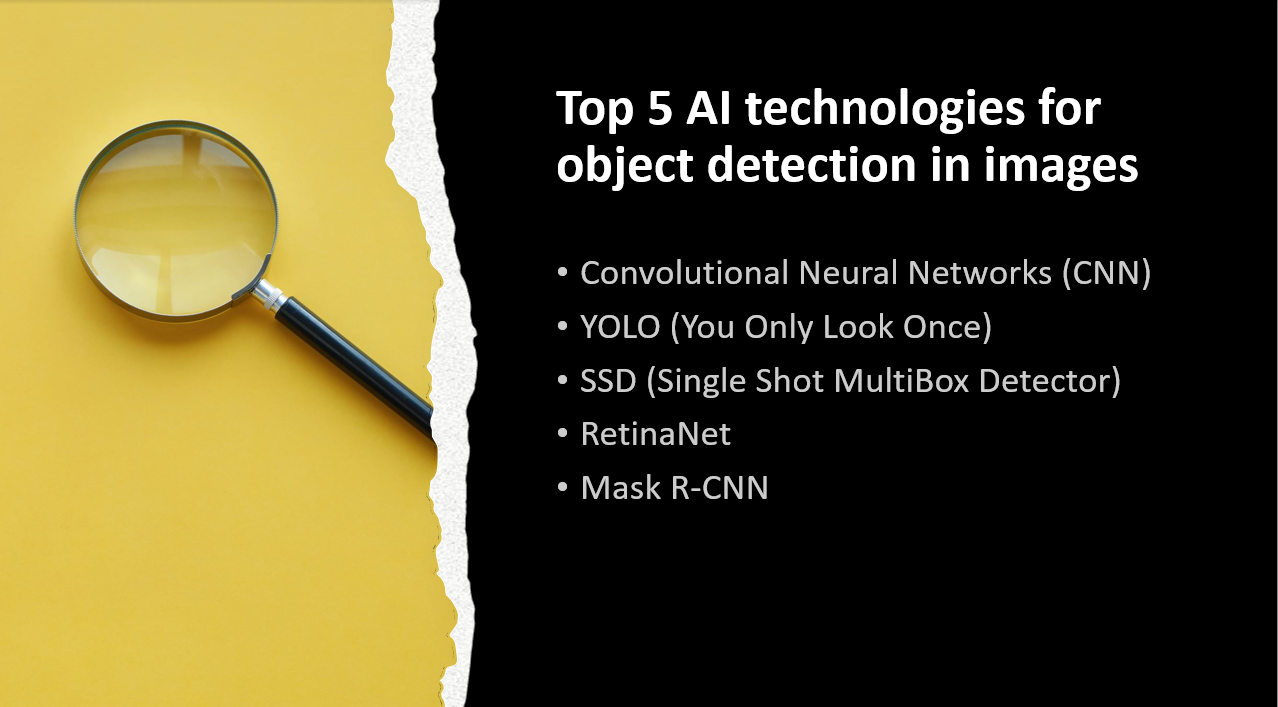 Top 5 AI technologies for
object detection in images
• Convolutional Neural Networks (CNN)
• YOLO (You Only Look Once)
• SSD (Single Shot MultiBox Detector)
• RetinaNet
• Mask R-CNN